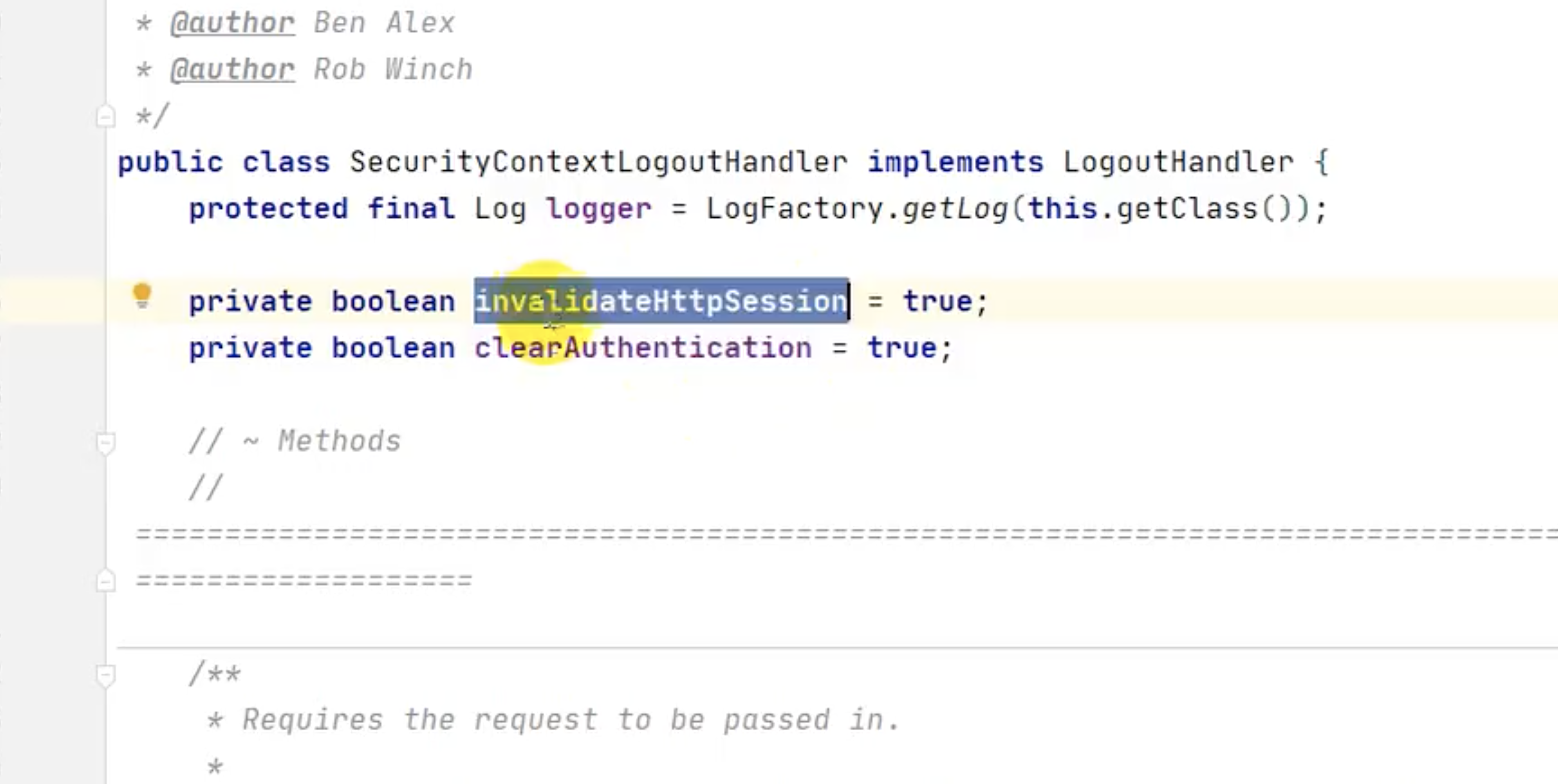 * @author Ben Alex
* @author Rob Winch
*/
public class SecurityContextLogoutHandler implements LogoutHandler {
protected final Log logger = LogFactory.getLog(this.getClass());
private boolean invalidateHttpSession = true;
private boolean clearAuthentication = true;
// ~ Methods
//
================================================================================
===================
/**
* Requires the request to be passed in.
*